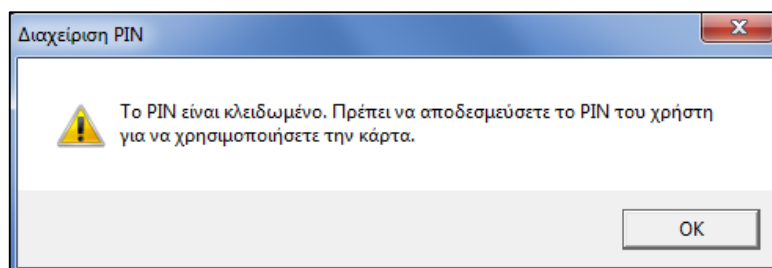 Διαχείριση PIN
Το PIN είναι κλειδωμένο. Πρέπει να αποδεσμεύσετε το PIN του χρήστη
για να χρησιμοποιήσετε την κάρτα.
OK